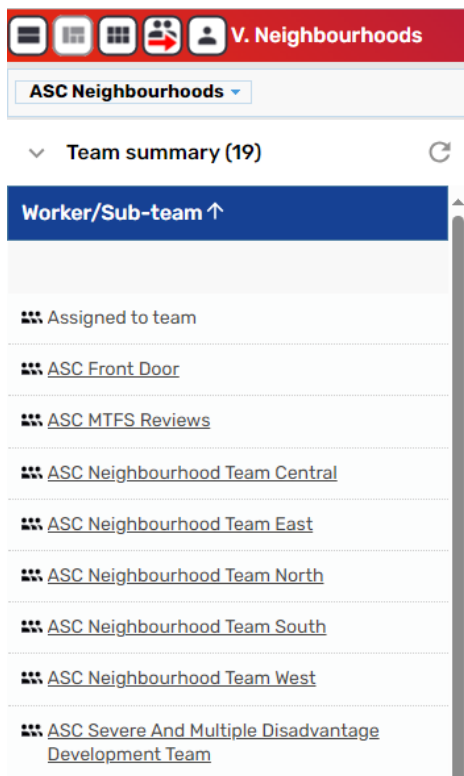 V. Neighbourhoods
ASC Neighbourhoods
Team summary (19)
Worker/Sub-team ↑
Assigned to team
ASC Front Door
ASC MTFS Reviews
ASC Neighbourhood Team Central
ASC Neighbourhood Team East
ASC Neighbourhood Team North
ASC Neighbourhood Team South
ASC Neighbourhood Team West
ASC Severe And Multiple Disadvantage
Development Team